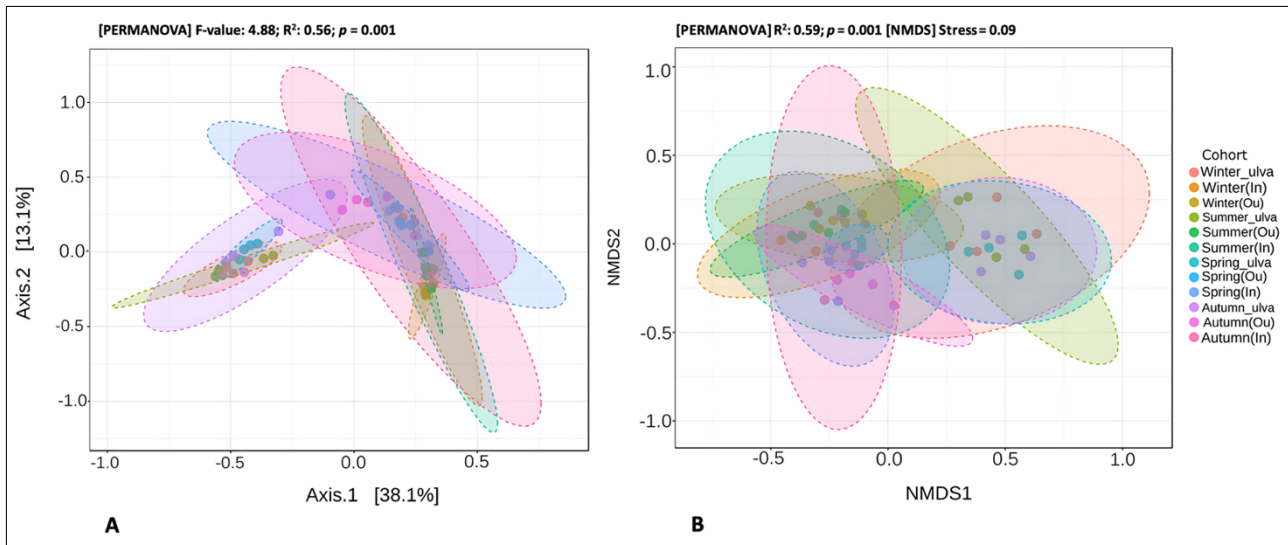 [PERMANOVA] F-value: 4.88; R²: 0.56; p = 0.001
1.0
0.5
0.0
-0.5
-1.0
Axis.2 [13.1%]
-1.0 -0.5 0.0 0.5
Axis.1 [38.1%]
A
[PERMANOVA] R²: 0.59; p = 0.001 [NMDS] Stress = 0.09
1.0
0.5
0.0
-0.5
-1.0
NMDS2
-0.5 0.0 0.5 1.0
NMDS1
B
Cohort
Winter_ulva
Winter(In)
Winter(Ou)
Summer_ulva
Summer(Ou)
Summer(In)
Spring_ulva
Spring(Ou)
Spring(In)
Autumn_ulva
Autumn(Ou)
Autumn(In)